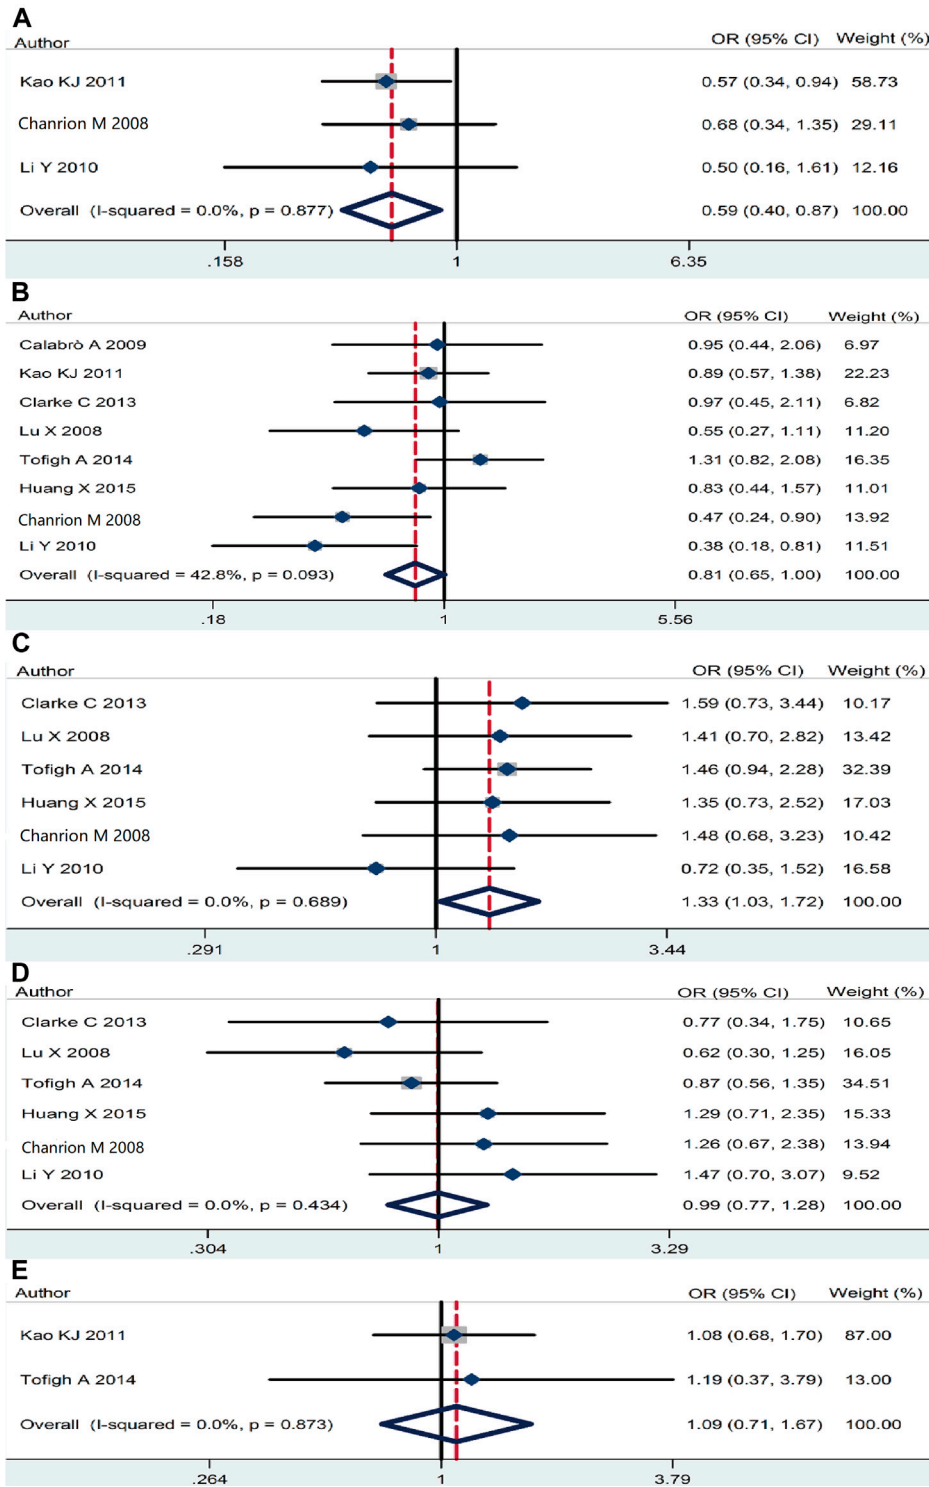 A
Author OR (95% CI) Weight (%)
Kao KJ 2011 0.57 (0.34, 0.94) 58.73
Chanrion M 2008 0.68 (0.34, 1.35) 29.11
Li Y 2010 0.50 (0.16, 1.61) 12.16
Overall (I-squared = 0.0%, p = 0.877) 0.59 (0.40, 0.87) 100.00
.158 1 6.35
B
Author OR (95% CI) Weight (%)
Calabrò A 2009 0.95 (0.44, 2.06) 6.97
Kao KJ 2011 0.89 (0.57, 1.38) 22.23
Clarke C 2013 0.97 (0.45, 2.11) 6.82
Lu X 2008 0.55 (0.27, 1.11) 11.20
Tofigh A 2014 1.31 (0.82, 2.08) 16.35
Huang X 2015 0.83 (0.44, 1.57) 11.01
Chanrion M 2008 0.47 (0.24, 0.90) 13.92
Li Y 2010 0.38 (0.18, 0.81) 11.51
Overall (I-squared = 42.8%, p = 0.093) 0.81 (0.65, 1.00) 100.00
.18 1 5.56
C
Author OR (95% CI) Weight (%)
Clarke C 2013 1.59 (0.73, 3.44) 10.17
Lu X 2008 1.41 (0.70, 2.82) 13.42
Tofigh A 2014 1.46 (0.94, 2.28) 32.39
Huang X 2015 1.35 (0.73, 2.52) 17.03
Chanrion M 2008 1.48 (0.68, 3.23) 10.42
Li Y 2010 0.72 (0.35, 1.52) 16.58
Overall (I-squared = 0.0%, p = 0.689) 1.33 (1.03, 1.72) 100.00
.291 1 3.44
D
Author OR (95% CI) Weight (%)
Clarke C 2013 0.77 (0.34, 1.75) 10.65
Lu X 2008 0.62 (0.30, 1.25) 16.05
Tofigh A 2014 0.87 (0.56, 1.35) 34.51
Huang X 2015 1.29 (0.71, 2.35) 15.33
Chanrion M 2008 1.26 (0.67, 2.38) 13.94
Li Y 2010 1.47 (0.70, 3.07) 9.52
Overall (I-squared = 0.0%, p = 0.434) 0.99 (0.77, 1.28) 100.00
.304 1 3.29
E
Author OR (95% CI) Weight (%)
Kao KJ 2011 1.08 (0.68, 1.70) 87.00
Tofigh A 2014 1.19 (0.37, 3.79) 13.00
Overall (I-squared = 0.0%, p = 0.873) 1.09 (0.71, 1.67) 100.00
.264 1 3.79